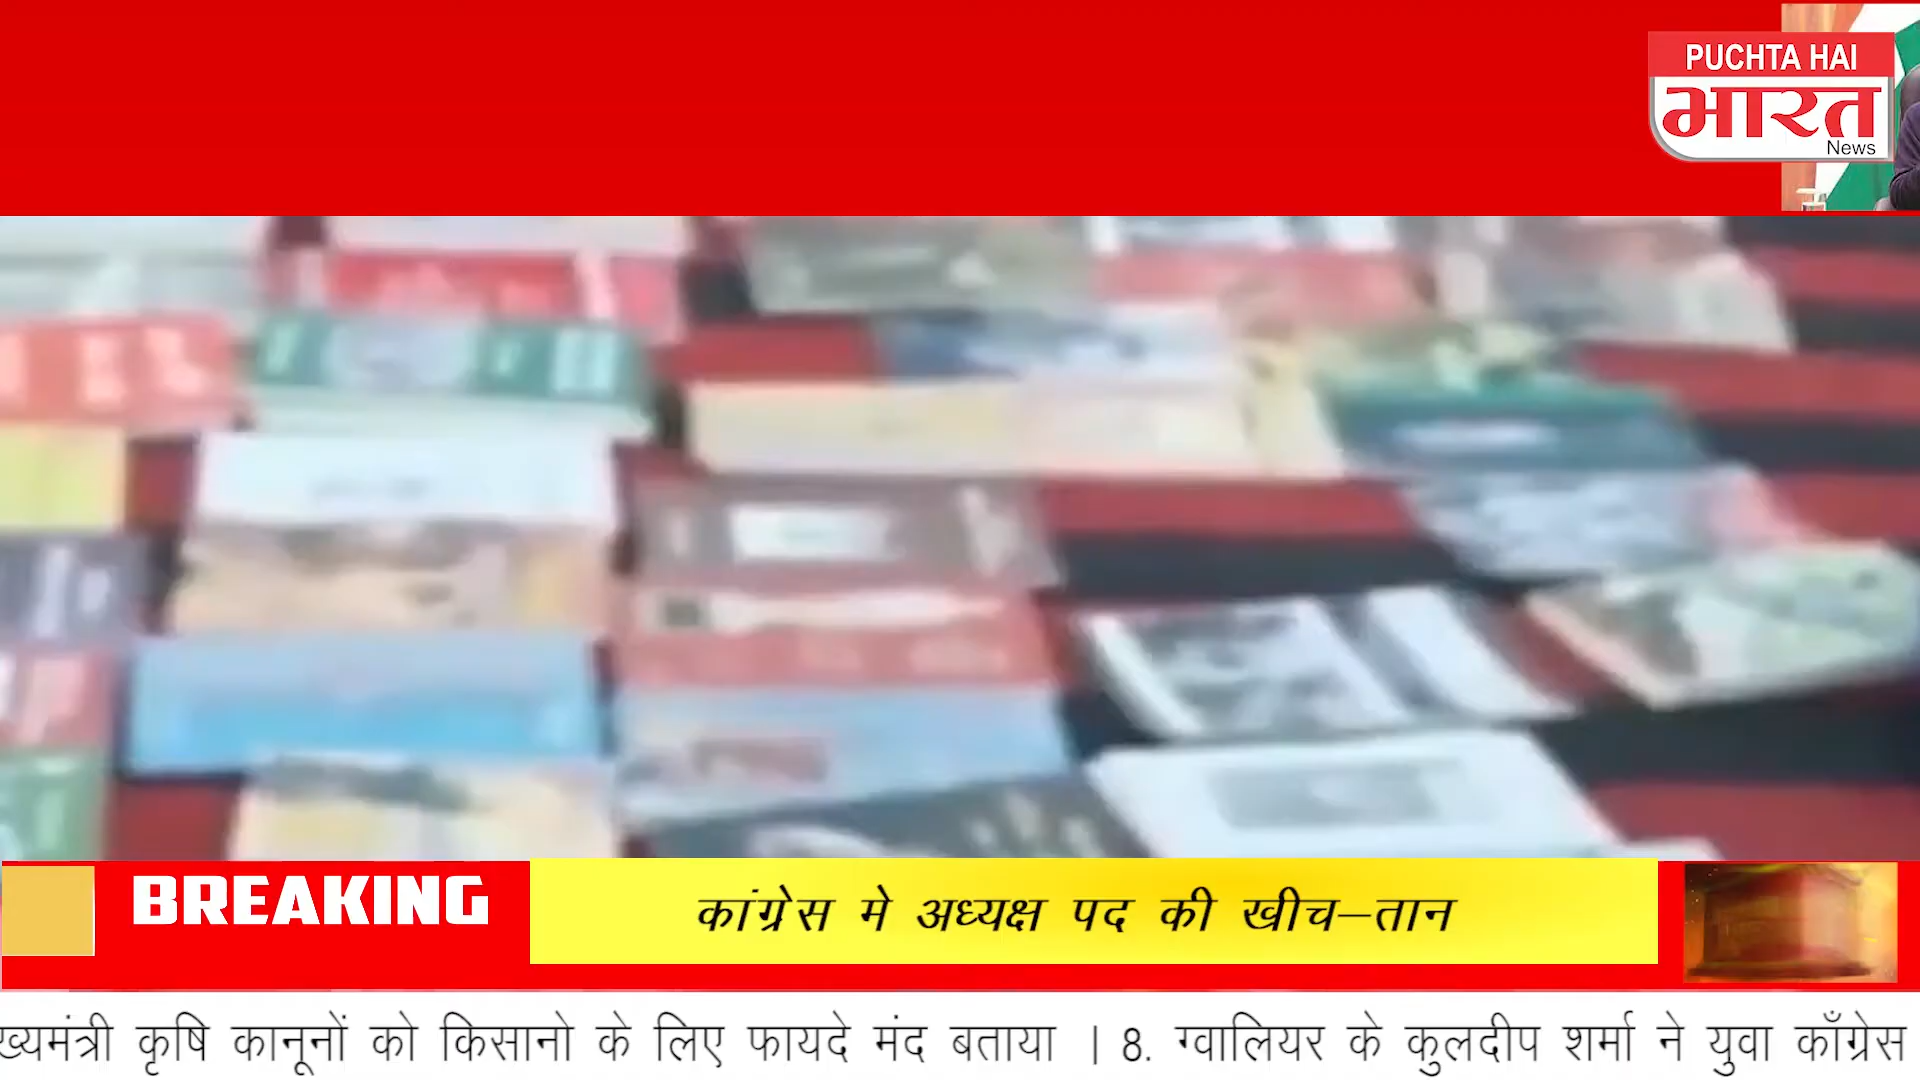 PUCHTA HAI
भारत
News
BREAKING
कांग्रेस मे अध्यक्ष पद की खीच–तान
ख्यमंत्री कृषि कानूनों को किसानो के लिए फायदे मंद बताया | 8. ग्वालियर के कुलदीप शर्मा ने युवा काँग्रेस